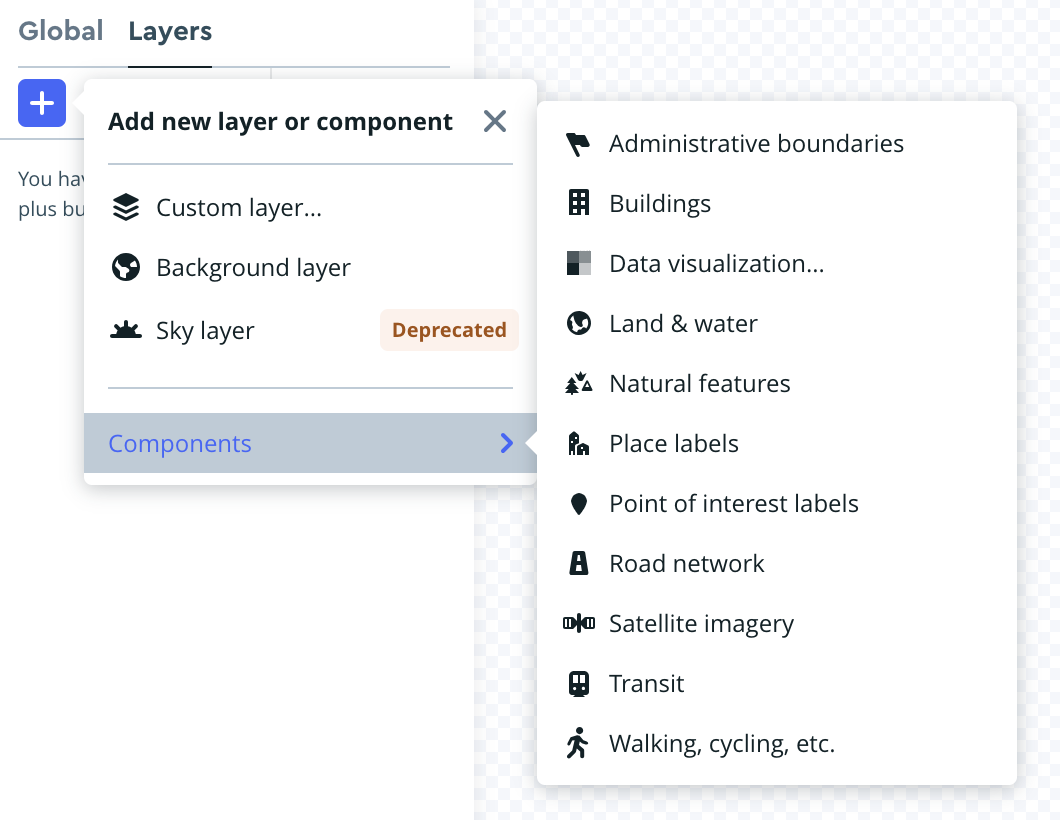 Global Layers
Add new layer or component
You
plus
Custom layer...
Background layer
Sky layer Deprecated
Components
Administrative boundaries
Buildings
Data visualization...
Land & water
Natural features
Place labels
Point of interest labels
Road network
Satellite imagery
Transit
Walking, cycling, etc.